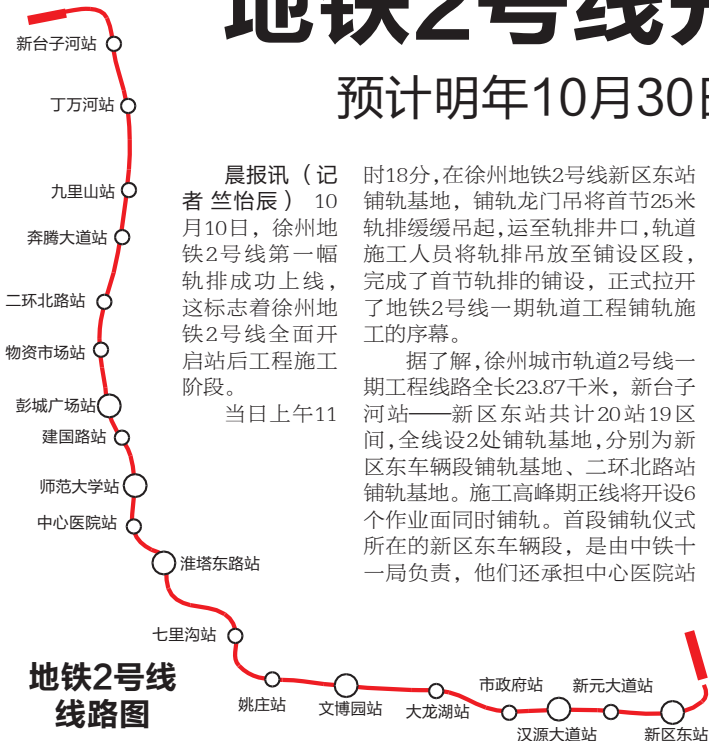 地铁2号线
预计明年10月30日
晨报讯（记
者 竺怡辰） 10
月10日，徐州地
铁2号线第一幅
轨排成功上线，
这标志着徐州地
铁2号线全面开
启站后工程施工
阶段。
当日上午11
时18分，在徐州地铁2号线新区东站
铺轨基地，铺轨龙门吊将首节25米
轨排缓缓吊起，运至轨排井口，轨道
施工人员将轨排吊放至铺设区段，
完成了首节轨排的铺设，正式拉开
了地铁2号线一期轨道工程铺轨施
工的序幕。
据了解，徐州城市轨道2号线一
期工程线路全长23.87千米，新台子
河站——新区东站共计20站19区
间，全线设2处铺轨基地，分别为新
区东车辆段铺轨基地、二环北路站
铺轨基地。施工高峰期正线将开设6
个作业面同时铺轨。首段铺轨仪式
所在的新区东车辆段，是由中铁十
一局负责，他们还承担中心医院站
新台子河站
丁万河站
九里山站
奔腾大道站
二环北路站
物资市场站
彭城广场站
建国路站
师范大学站
中心医院站
淮塔东路站
七里沟站
姚庄站
文博园站
大龙湖站
市政府站
汉源大道站
新元大道站
新区东站
地铁2号线
线路图